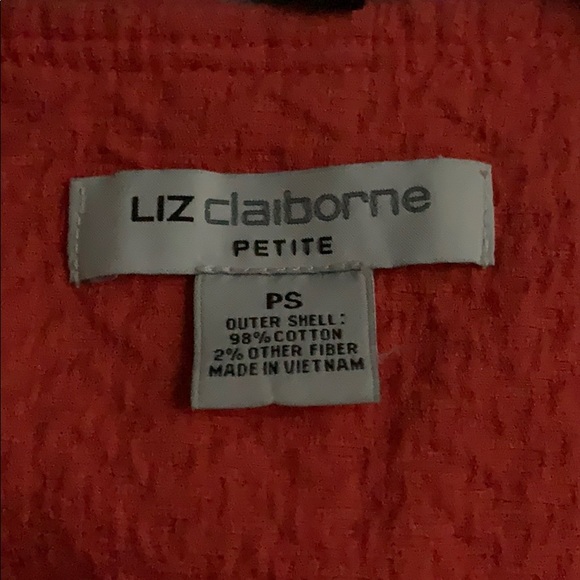 LIZ claiborne
PETITE
PS
OUTER SHELL:
98% COTTON
2% OTHER FIBER
MADE IN VIETNAM